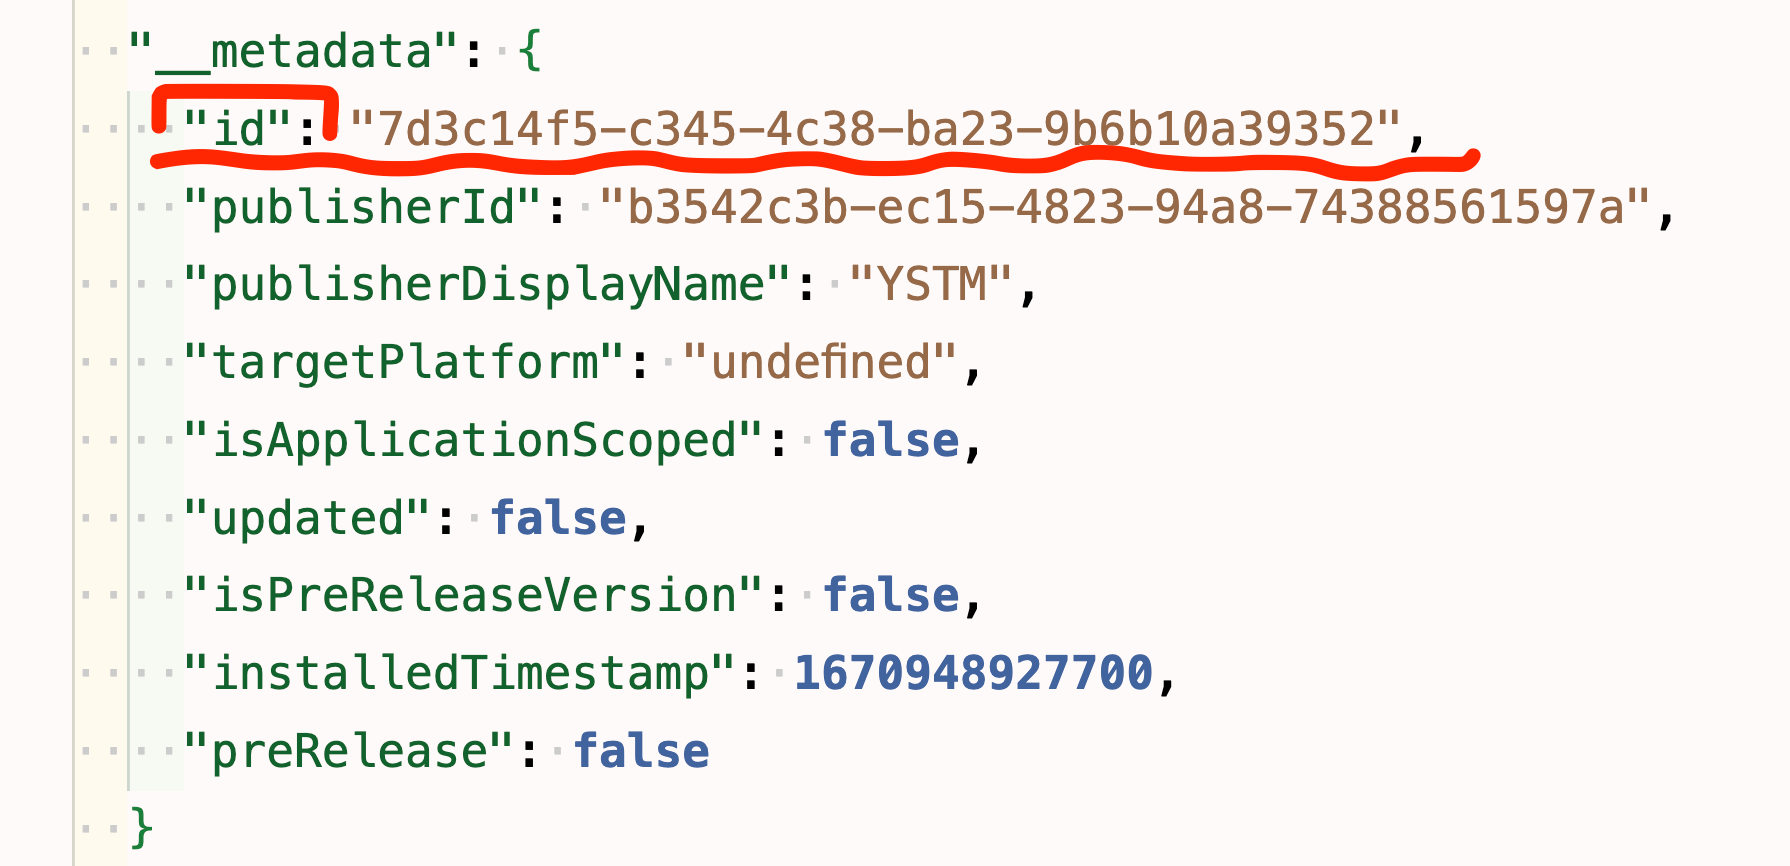 "__metadata": {
"id": "7d3c14f5-c345-4c38-ba23-9b6b10a39352",
"publisherId": "b3542c3b-ec15-4823-94a8-74388561597a",
"publisherDisplayName": "YSTM",
"targetPlatform": "undefined",
"isApplicationScoped": false,
"updated": false,
"isPreReleaseVersion": false,
"installedTimestamp": 1670948927700,
"preRelease": false
}